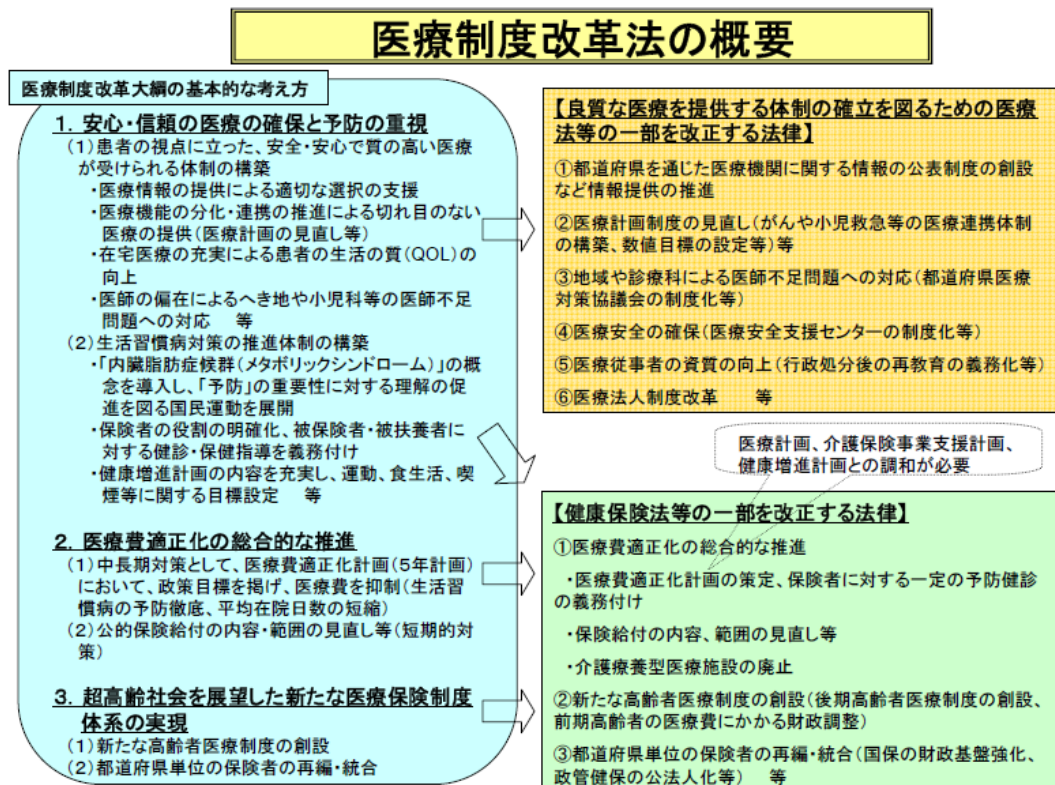 医療制度改革法の概要
医療制度改革大綱の基本的な考え方
1. 安心・信頼の医療の確保と予防の重視
(1)患者の視点に立った、安全・安心で質の高い医療
が受けられる体制の構築
・医療情報の提供による適切な選択の支援
・医療機能の分化・連携の推進による切れ目のない
医療の提供(医療計画の見直し等)
・在宅医療の充実による患者の生活の質(QOL)の
向上
・医師の偏在によるへき地や小児科等の医師不足
問題への対応 等
(2)生活習慣病対策の推進体制の構築
・「内臓脂肪症候群(メタボリックシンドローム)」の概
念を導入し、「予防」の重要性に対する理解の促
進を図る国民運動を展開
・保険者の役割の明確化、被保険者・被扶養者に
対する健診・保健指導を義務付け
・健康増進計画の内容を充実し、運動、食生活、喫
煙等に関する目標設定 等
2. 医療費適正化の総合的な推進
(1)中長期対策として、医療費適正化計画(5年計画)
において、政策目標を掲げ、医療費を抑制(生活習
慣病の予防徹底、平均在院日数の短縮)
(2)公的保険給付の内容・範囲の見直し等(短期的対
策)
3. 超高齢社会を展望した新たな医療保険制度
体系の実現
(1)新たな高齢者医療制度の創設
(2)都道府県単位の保険者の再編・統合
【良質な医療を提供する体制の確立を図るための医療
法等の一部を改正する法律】
①都道府県を通じた医療機関に関する情報の公表制度の創設
など情報提供の推進
②医療計画制度の見直し(がんや小児救急等の医療連携体制
の構築、数値目標の設定等)等
③地域や診療科による医師不足問題への対応(都道府県医療
対策協議会の制度化等)
④医療安全の確保(医療安全支援センターの制度化等)
⑤医療従事者の資質の向上(行政処分後の再教育の義務化等)
⑥医療法人制度改革 等
医療計画、介護保険事業支援計画、
健康増進計画との調和が必要
【健康保険法等の一部を改正する法律】
①医療費適正化の総合的な推進
・医療費適正化計画の策定、保険者に対する一定の予防健診
の義務付け
・保険給付の内容、範囲の見直し等
・介護療養型医療施設の廃止
②新たな高齢者医療制度の創設(後期高齢者医療制度の創設、
前期高齢者の医療費にかかる財政調整)
③都道府県単位の保険者の再編・統合(国保の財政基盤強化、
政管健保の公法人化等) 等